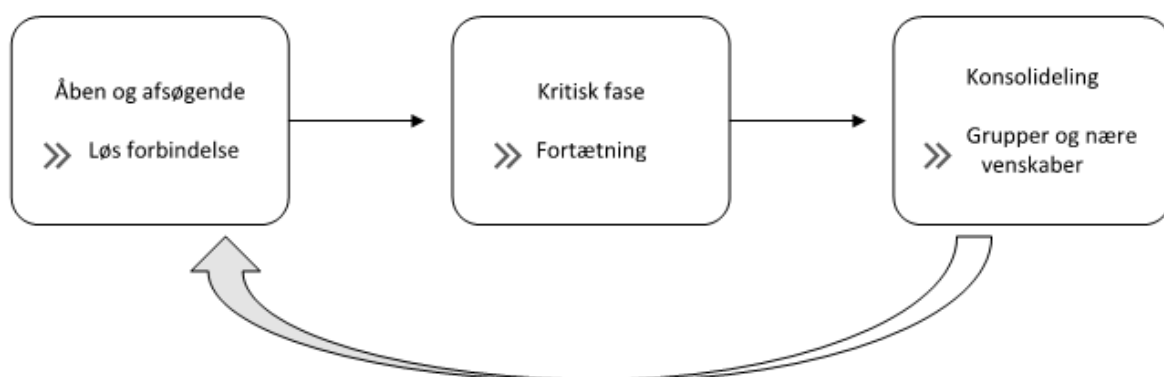 Åben og afsøgende
Løs forbindelse
Kritisk fase
Fortætning
Konsolideling
Grupper og nære
venskaber